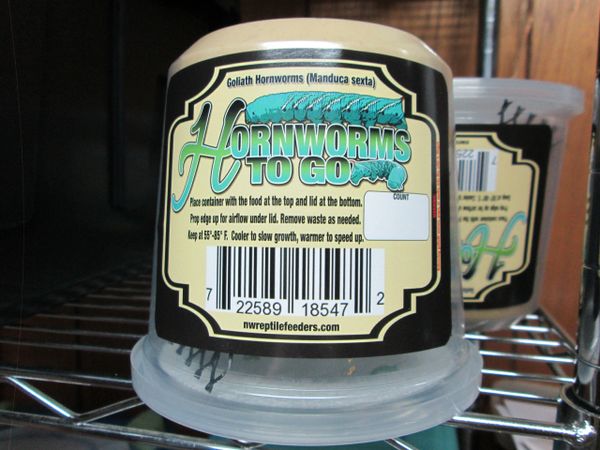 Goliath Hornworms (Manduca sexta)
HORNWORMS
TO GO
Place container with the food at the top and lid at the bottom.
Prop edge up for airflow under lid. Remove waste as needed.
Keep at 55°-85° F. Cooler to slow growth, warmer to speed up.
COUNT
7 22589 18547 2
nwreptilefeeders.com